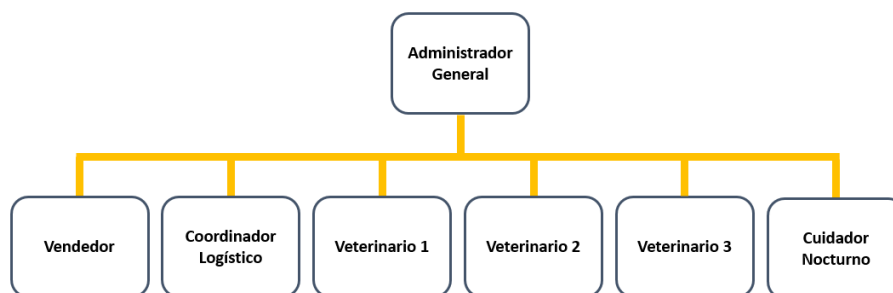 Administrador
General
Vendedor
Coordinador
Logístico
Veterinario 1
Veterinario 2
Veterinario 3
Cuidador
Nocturno